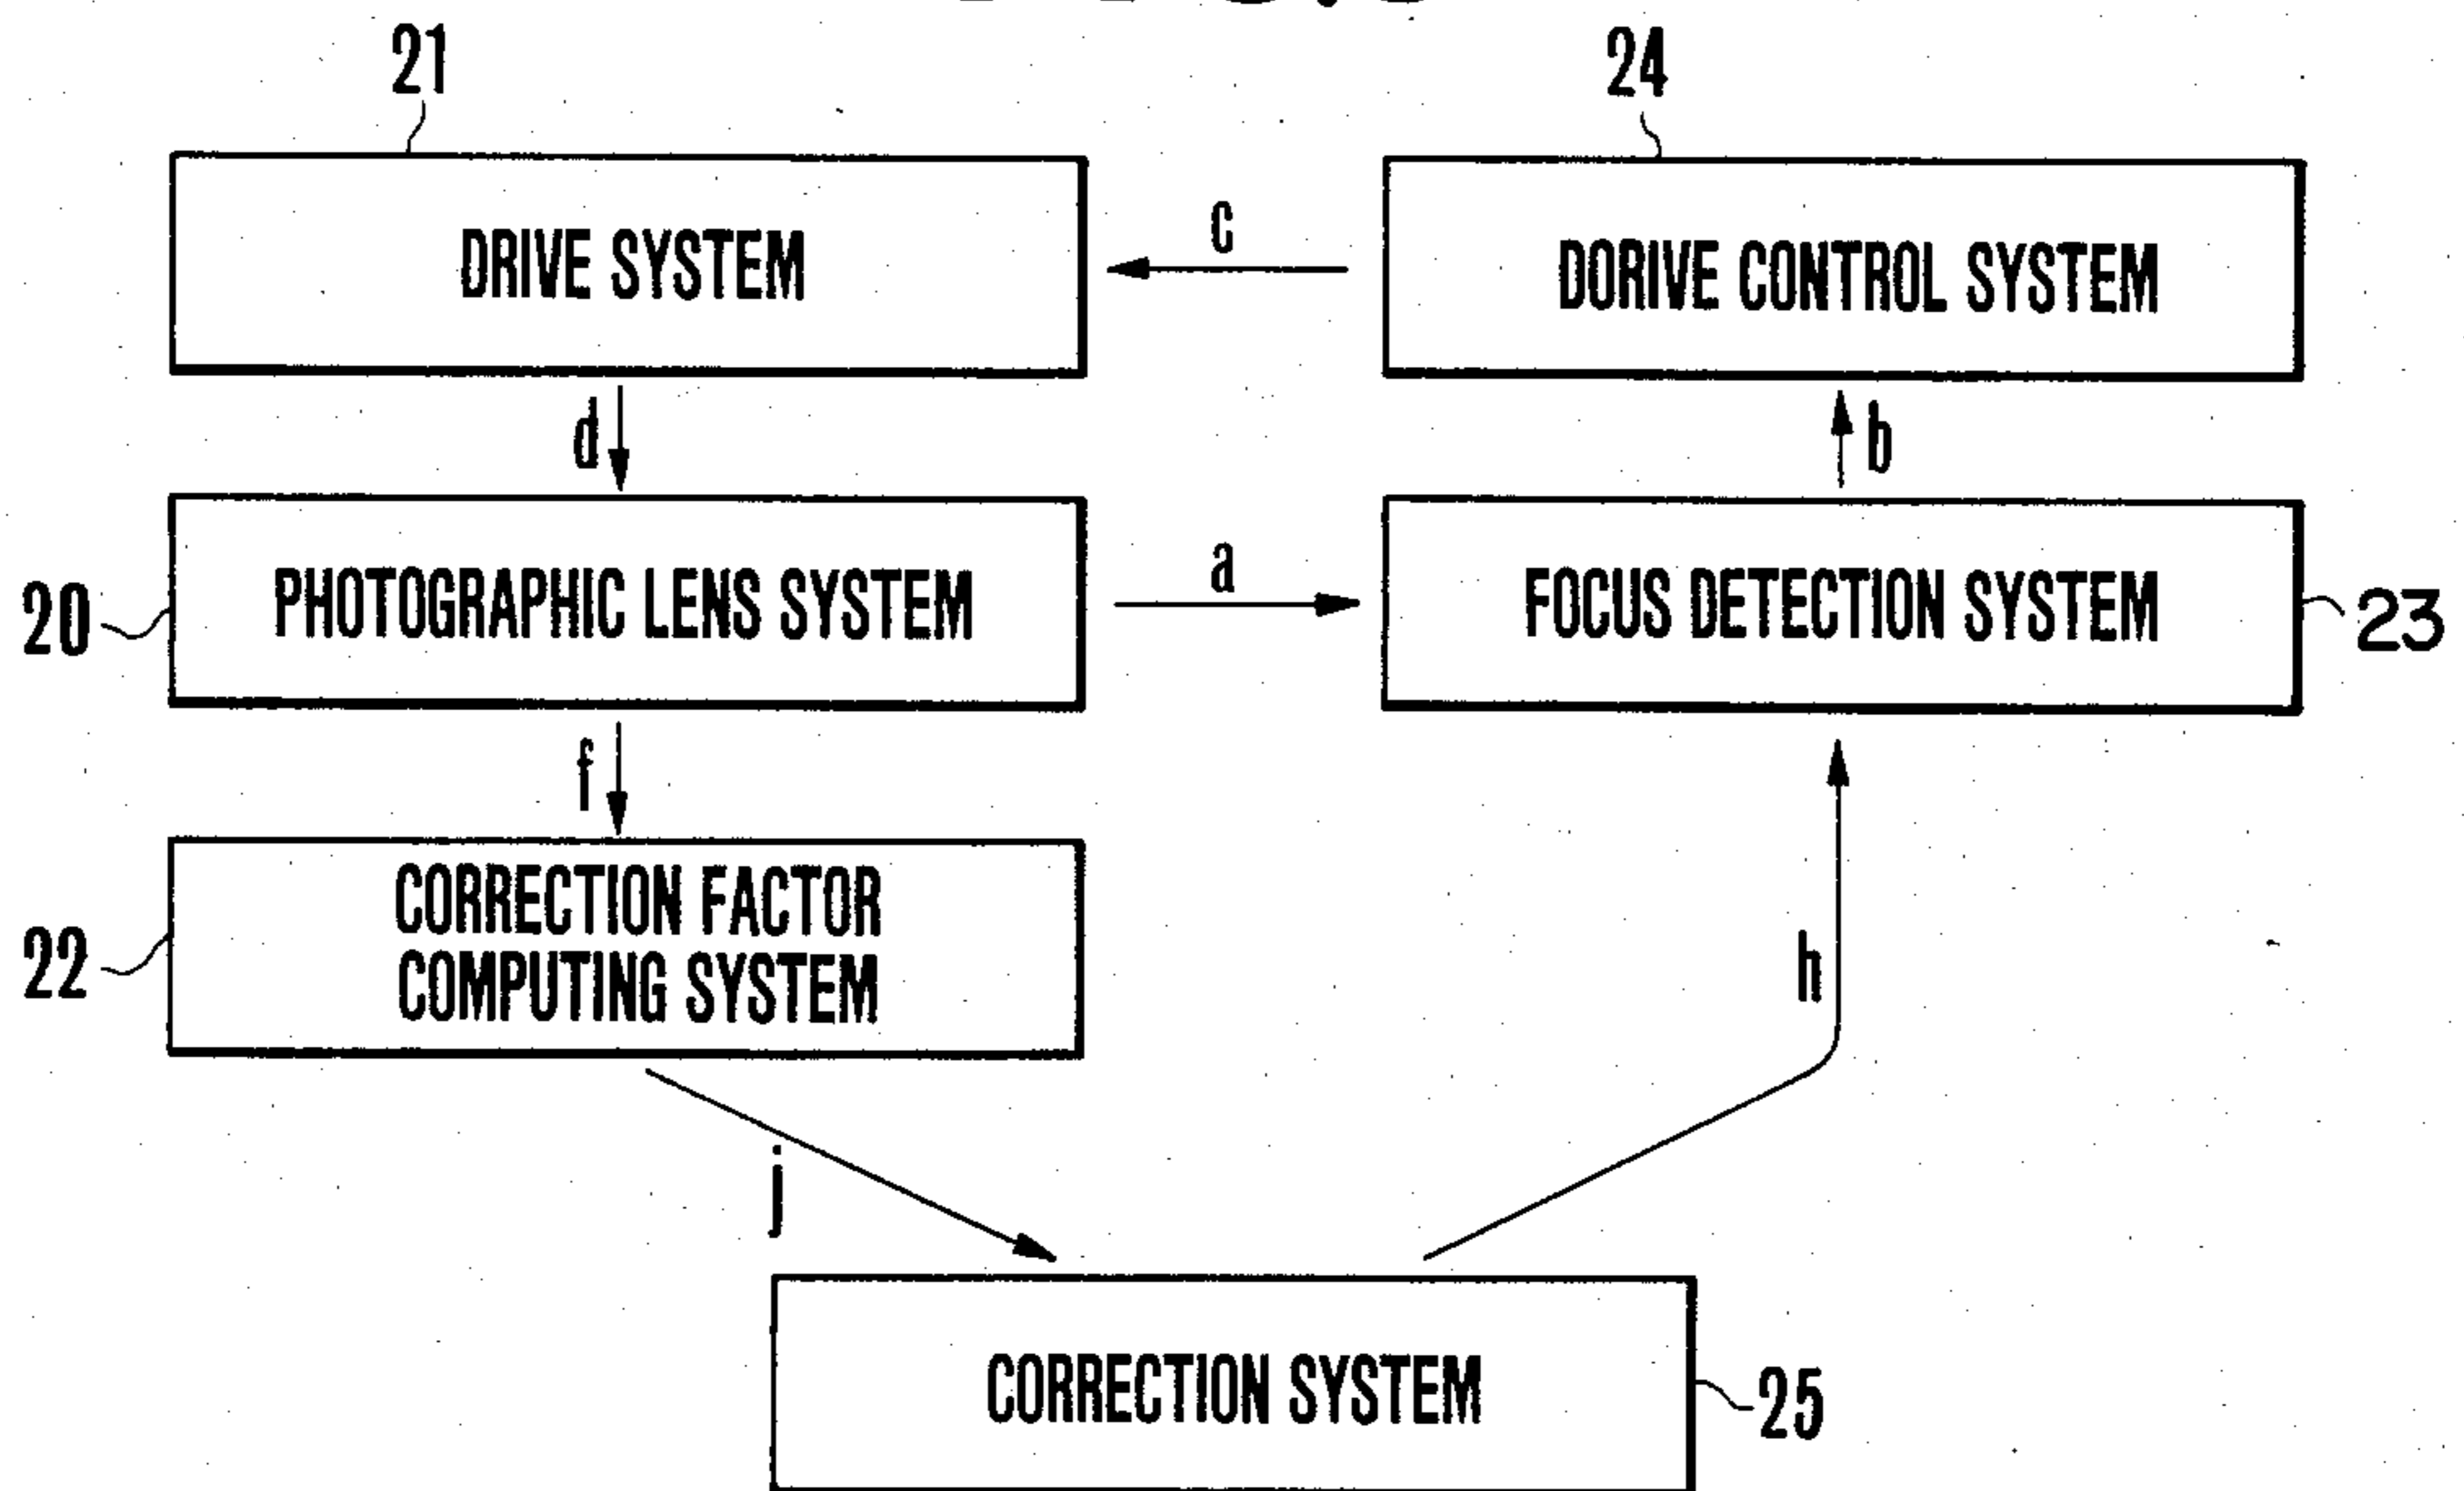 21
24
DRIVE SYSTEM
c
DORIVE CONTROL SYSTEM
d
b
20
PHOTOGRAPHIC LENS SYSTEM
a
FOCUS DETECTION SYSTEM
23
f
22
CORRECTION FACTOR
COMPUTING SYSTEM
h
j
CORRECTION SYSTEM
25